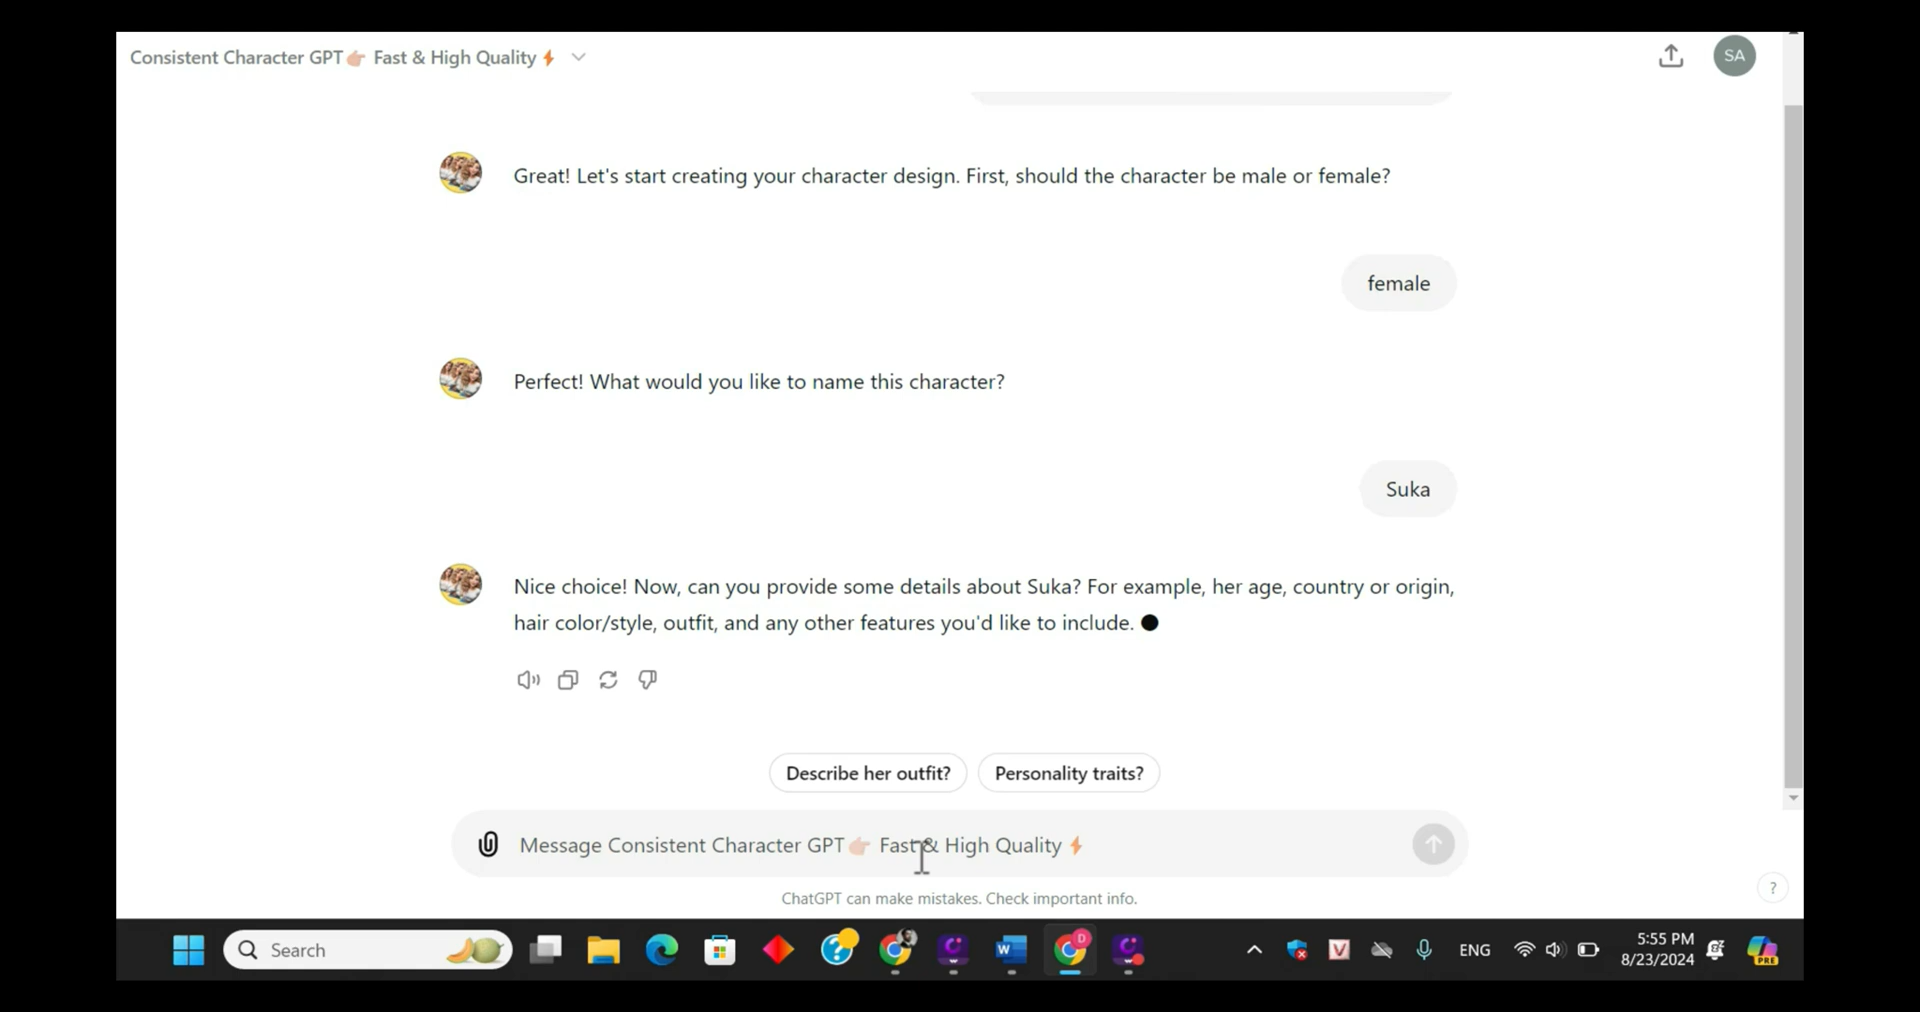 Consistent Character GPT👉 Fast & High Quality⚡
SA
Great! Let's start creating your character design. First, should the character be male or female?
female
Perfect! What would you like to name this character?
Suka
Nice choice! Now, can you provide some details about Suka? For example, her age, country or origin,
hair color/style, outfit, and any other features you'd like to include.
Describe her outfit?
Personality traits?
Message Consistent Character GPT👉 Fast & High Quality⚡
ChatGPT can make mistakes. Check important info.
?
Search
W
D
V
ENG
5:55 PM
8/23/2024
PRE